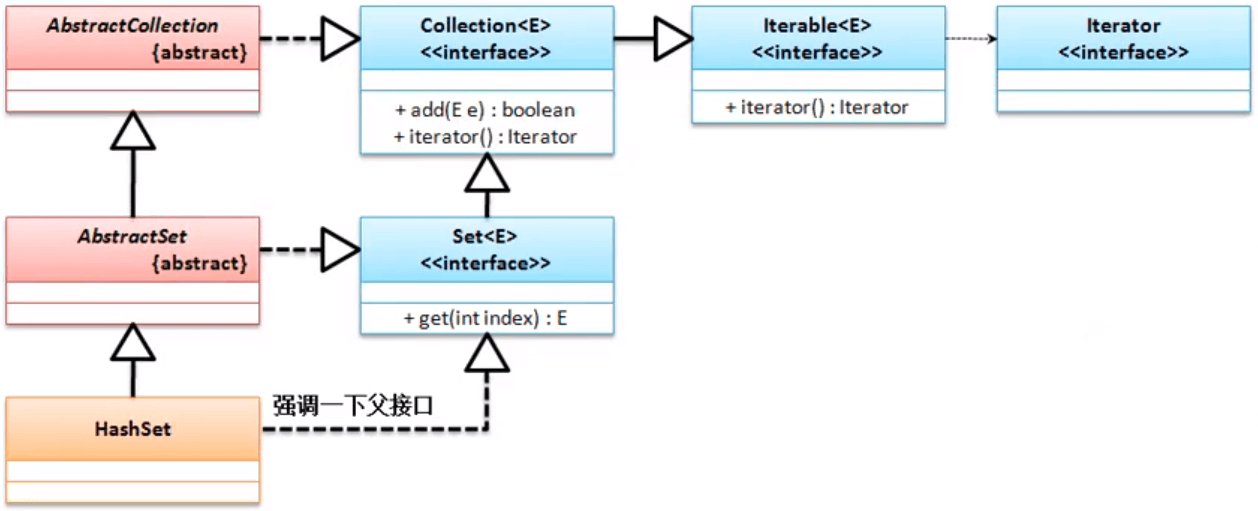 AbstractCollection
{abstract}
Collection<E>
<<interface>>
+ add(E e) : boolean
+ iterator() : Iterator
Iterable<E>
<<interface>>
+ iterator() : Iterator
Iterator
<<interface>>
AbstractSet
{abstract}
Set<E>
<<interface>>
+ get(int index) : E
HashSet
强调一下父接口